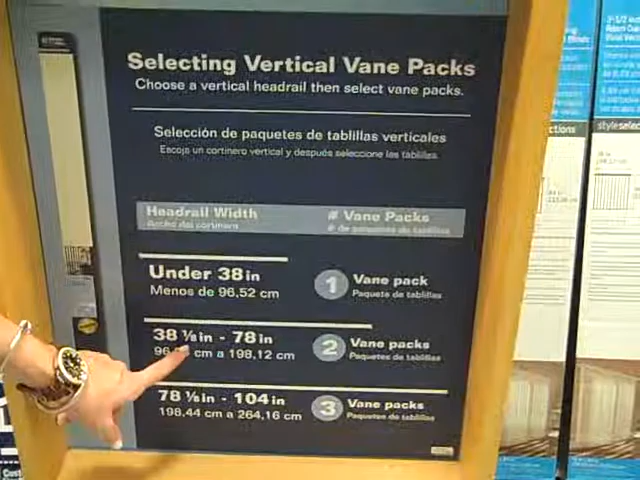 Selecting Vertical Vane Packs
Choose a vertical headrail then select vane packs.
Selección de paquetes de tablillas verticales
Escoja un cortinero vertical y después seleccione las tablillas.
Headrail Width # Vane Packs
Ancho del cortinero # de paquetes de tablillas
Under 38in 1 Vane pack
Menos de 96,52 cm Paquete de tablillas
38 1/8in - 78in 2 Vane packs
cm a 198,12 cm Paquetes de tablillas
78 1/8in - 104in 3 Vane packs
198,44 cm a 264,16 cm Paquetes de tablillas